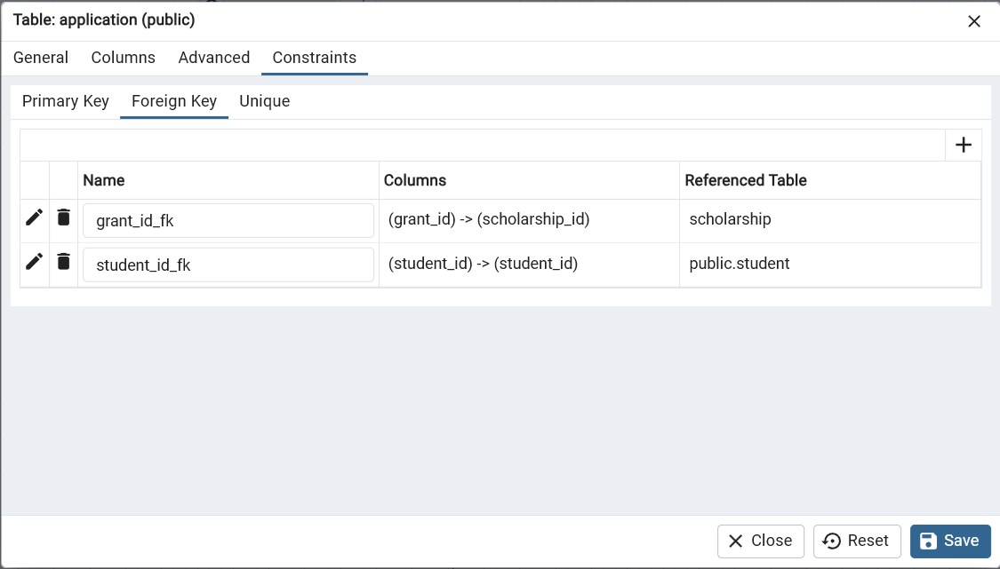 Table: application (public)
General Columns Advanced Constraints
Primary Key Foreign Key Unique
Name Columns Referenced Table
grant_id_fk (grant_id) -> (scholarship_id) scholarship
student_id_fk (student_id) -> (student_id) public.student
Close Reset Save